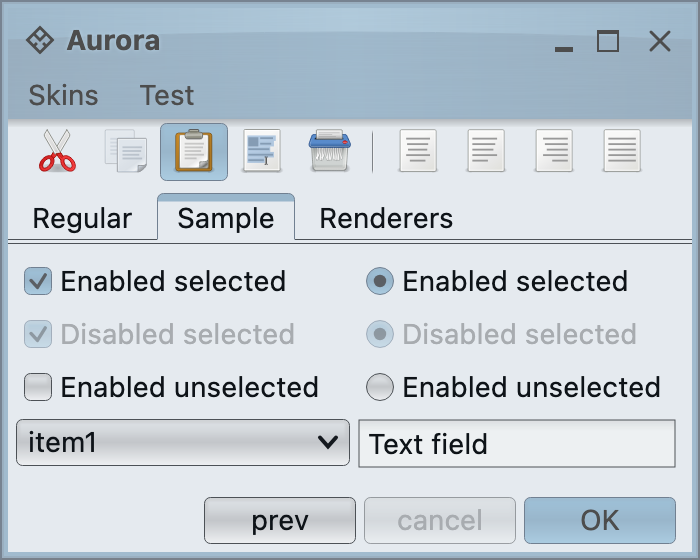 Aurora
Skins Test
Regular Sample Renderers
Enabled selected Enabled selected
Disabled selected Disabled selected
Enabled unselected Enabled unselected
item1 Text field
prev cancel OK